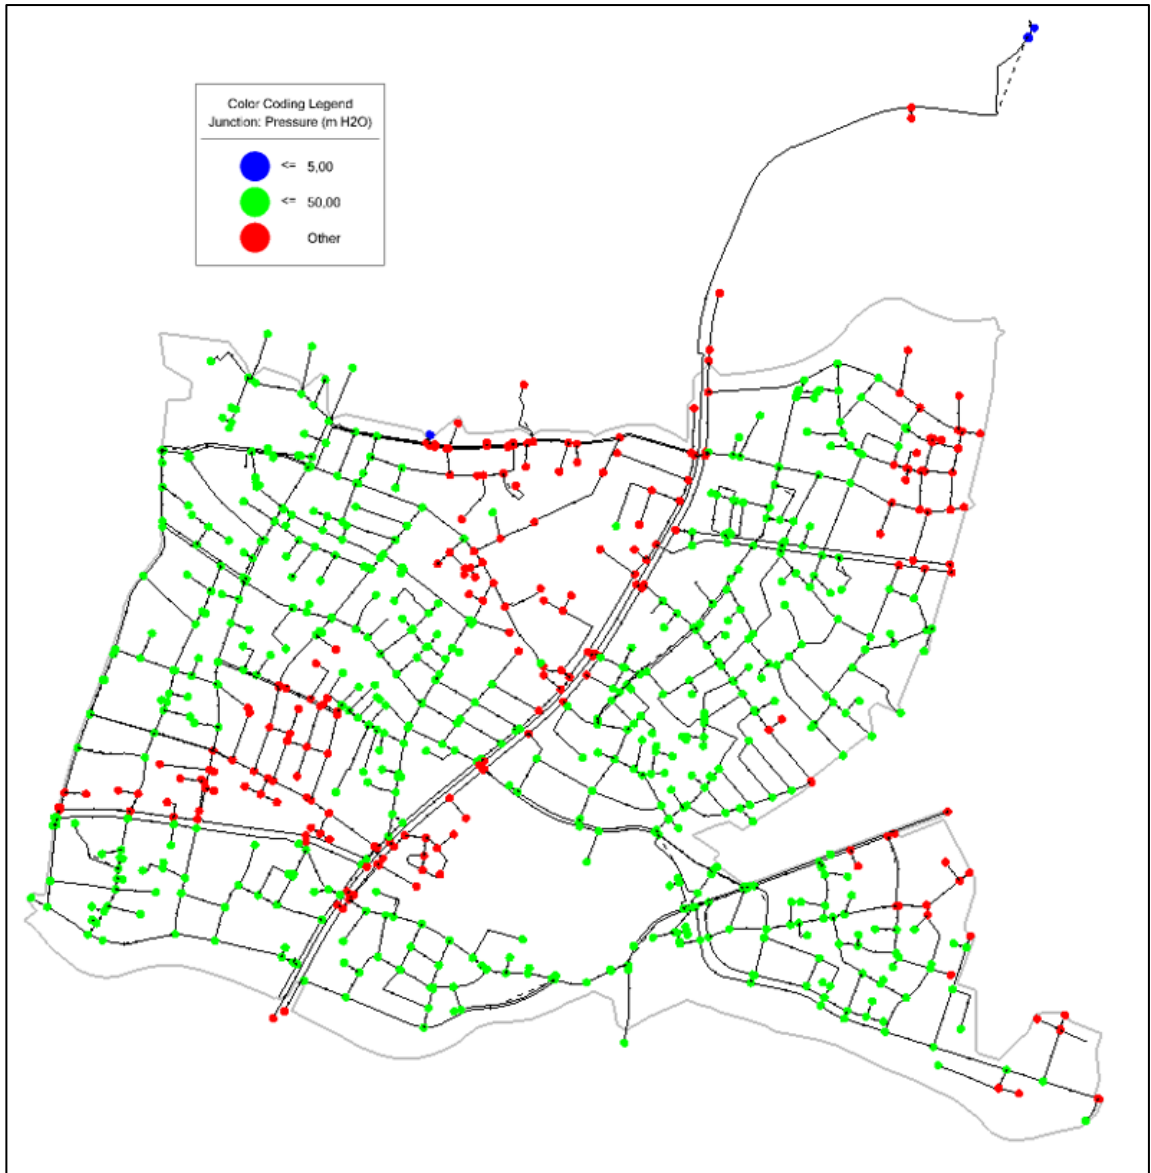 Color Coding Legend
Junction: Pressure (m H2O)
<= 5,00
<= 50,00
Other